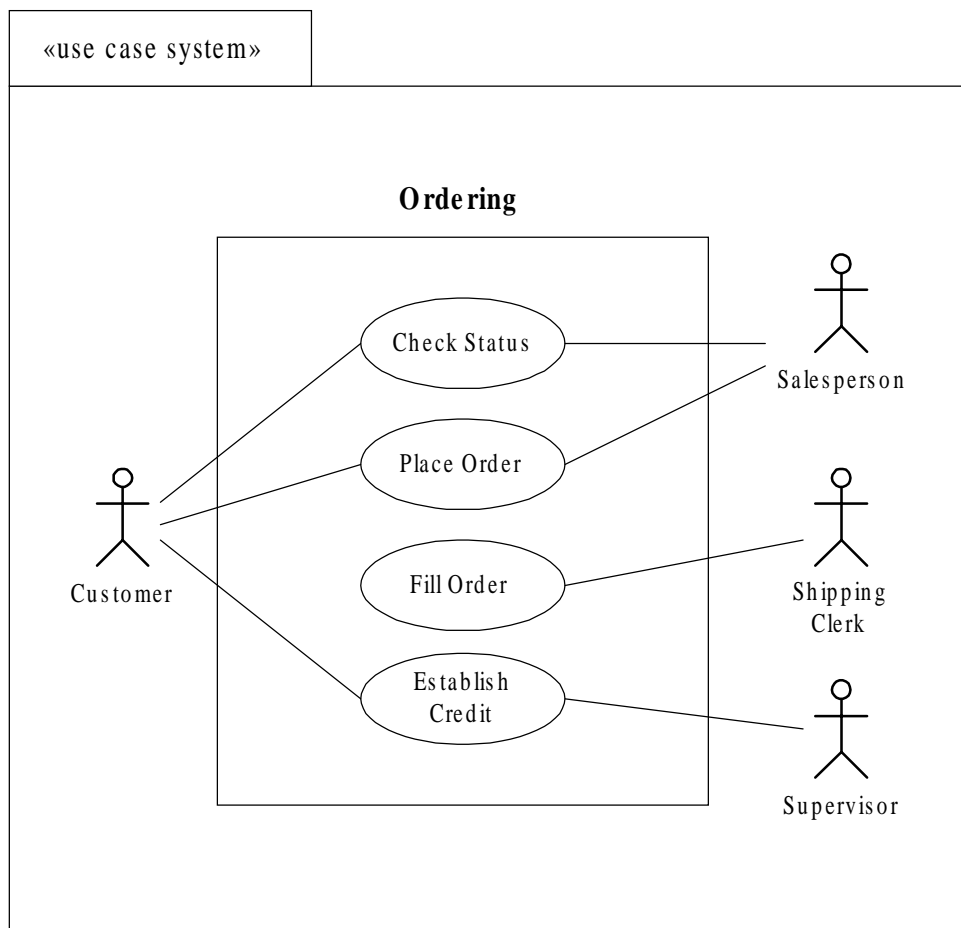 «use case system»
Ordering
Check Status
Salesperson
Place Order
Customer
Fill Order
Shipping
Clerk
Establish
Credit
Supervisor